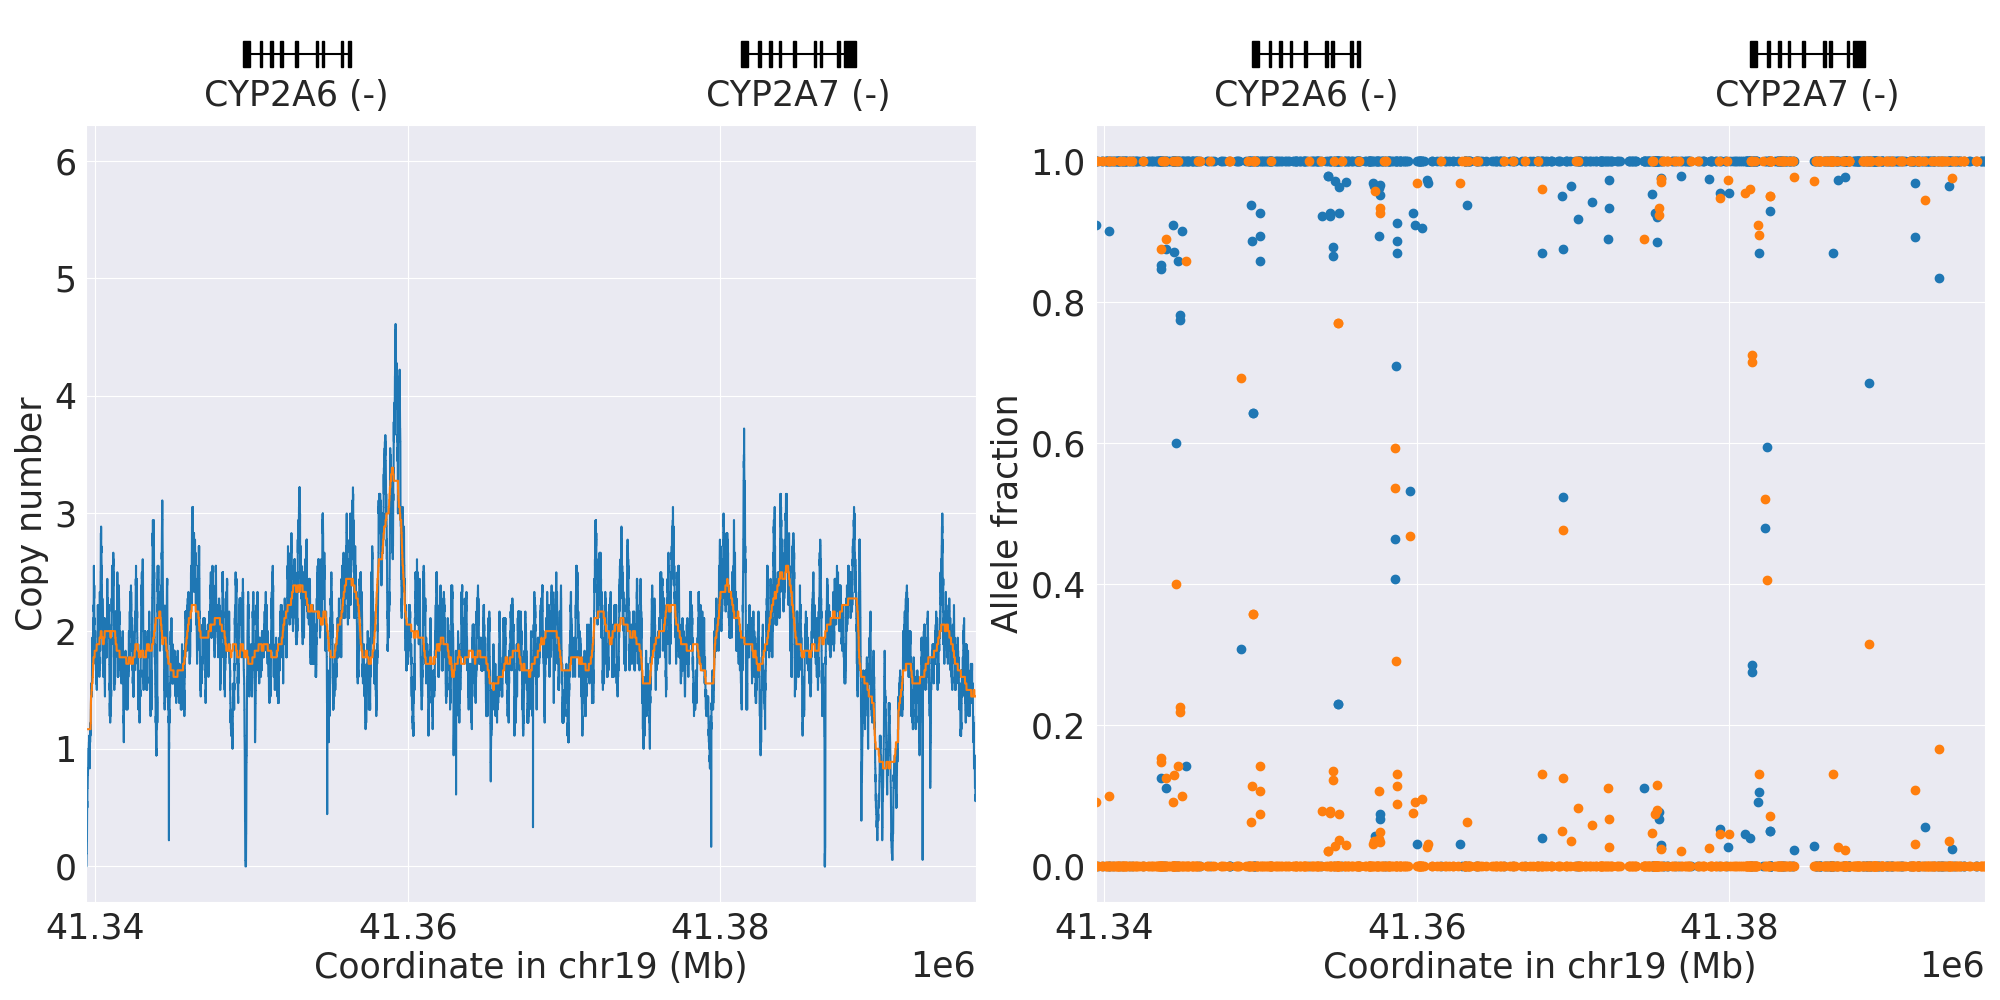 CYP2A6 (-) CYP2A7 (-)
6
5
4
3
2
1
0
Copy number
41.34 41.36 41.38
Coordinate in chr19 (Mb) 1e6
CYP2A6 (-) CYP2A7 (-)
1.0
0.8
0.6
0.4
0.2
0.0
Allele fraction
41.34 41.36 41.38
Coordinate in chr19 (Mb) 1e6